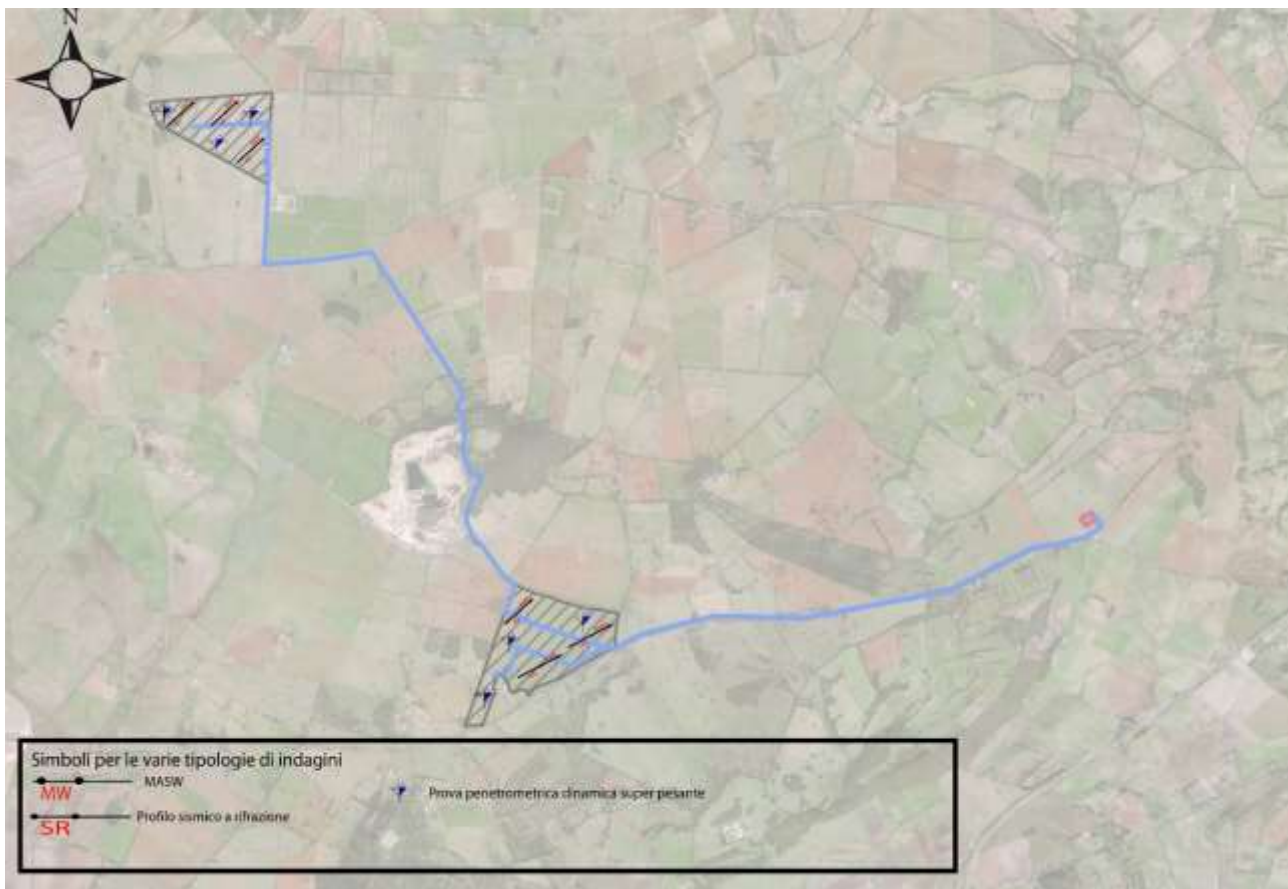 N
Simboli per le varie tipologie di indagini
MASW
MW
Prova penetrometrica dinamica super pesante
Profilo sismico a rifrazione
SR